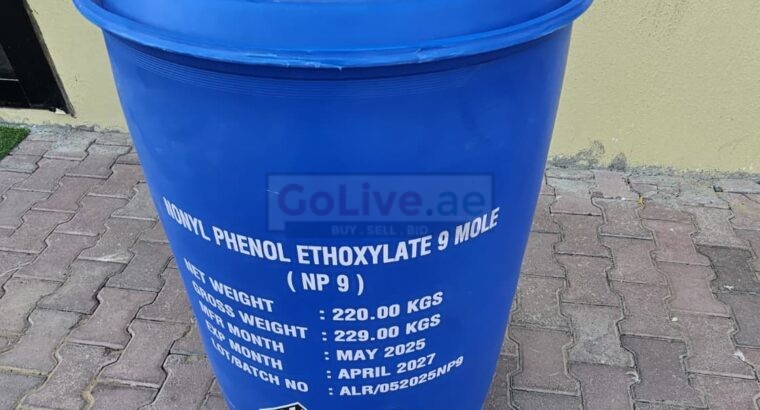 GoLive.ae
BUY . SELL . BID
NONYL PHENOL ETHOXYLATE 9 MOLE
( NP 9 )
NET WEIGHT : 220.00 KGS
GROSS WEIGHT : 229.00 KGS
MFR MONTH : MAY 2025
EXP MONTH : APRIL 2027
LOT/BATCH NO : ALR/052025NP9